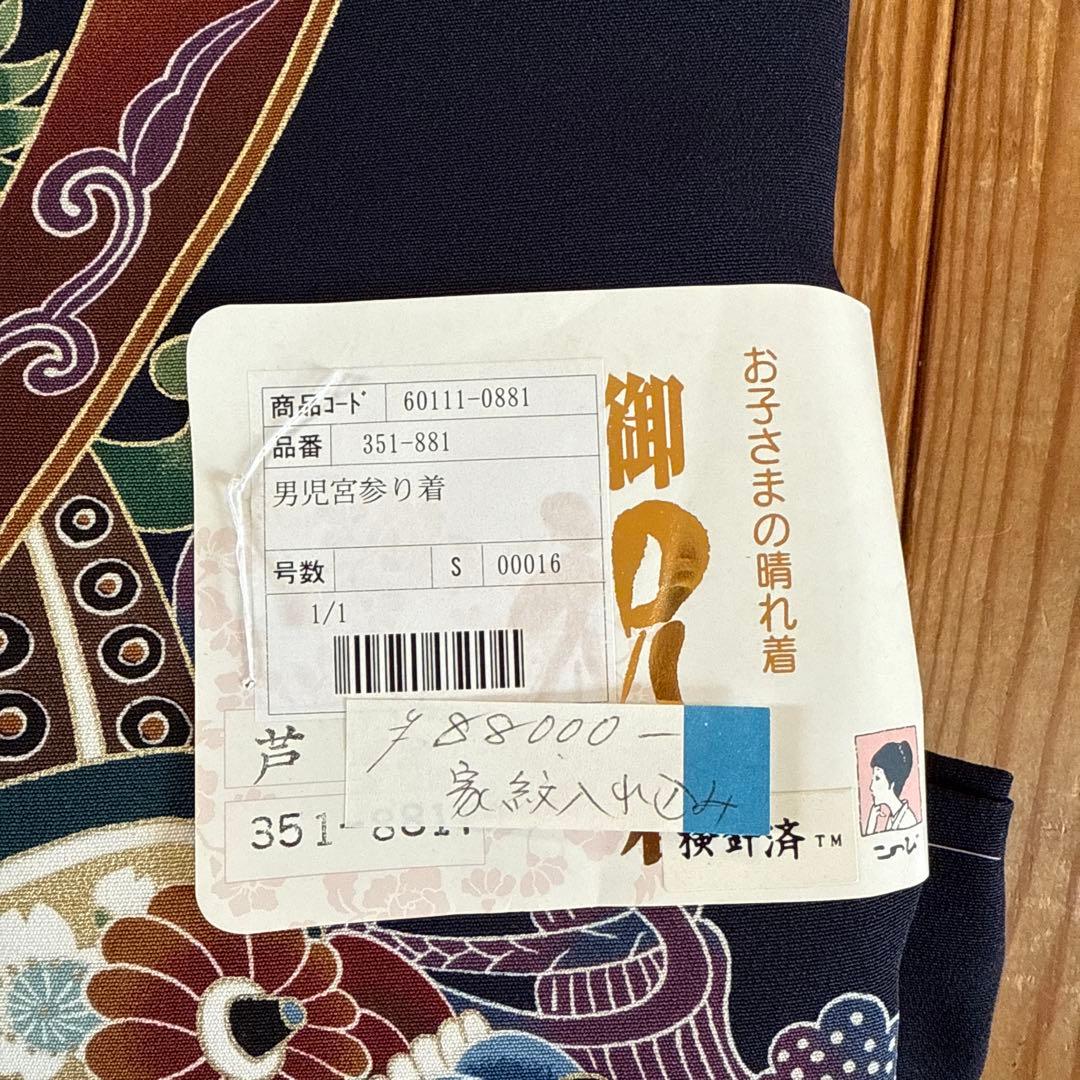 商品ｺｰﾄﾞ 60111-0881
品番 351-881
男児宮参り着
号数 S 00016
1/1
芦
351-881
¥88000-
家紋入れ込み
お子さまの晴れ着
御
検針済 TM